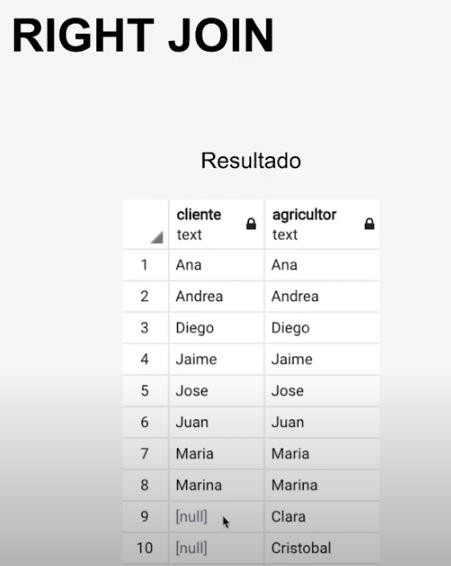 RIGHT JOIN
Resultado
cliente agricultor
text text
1 Ana Ana
2 Andrea Andrea
3 Diego Diego
4 Jaime Jaime
5 Jose Jose
6 Juan Juan
7 Maria Maria
8 Marina Marina
9 [null] Clara
10 [null] Cristobal